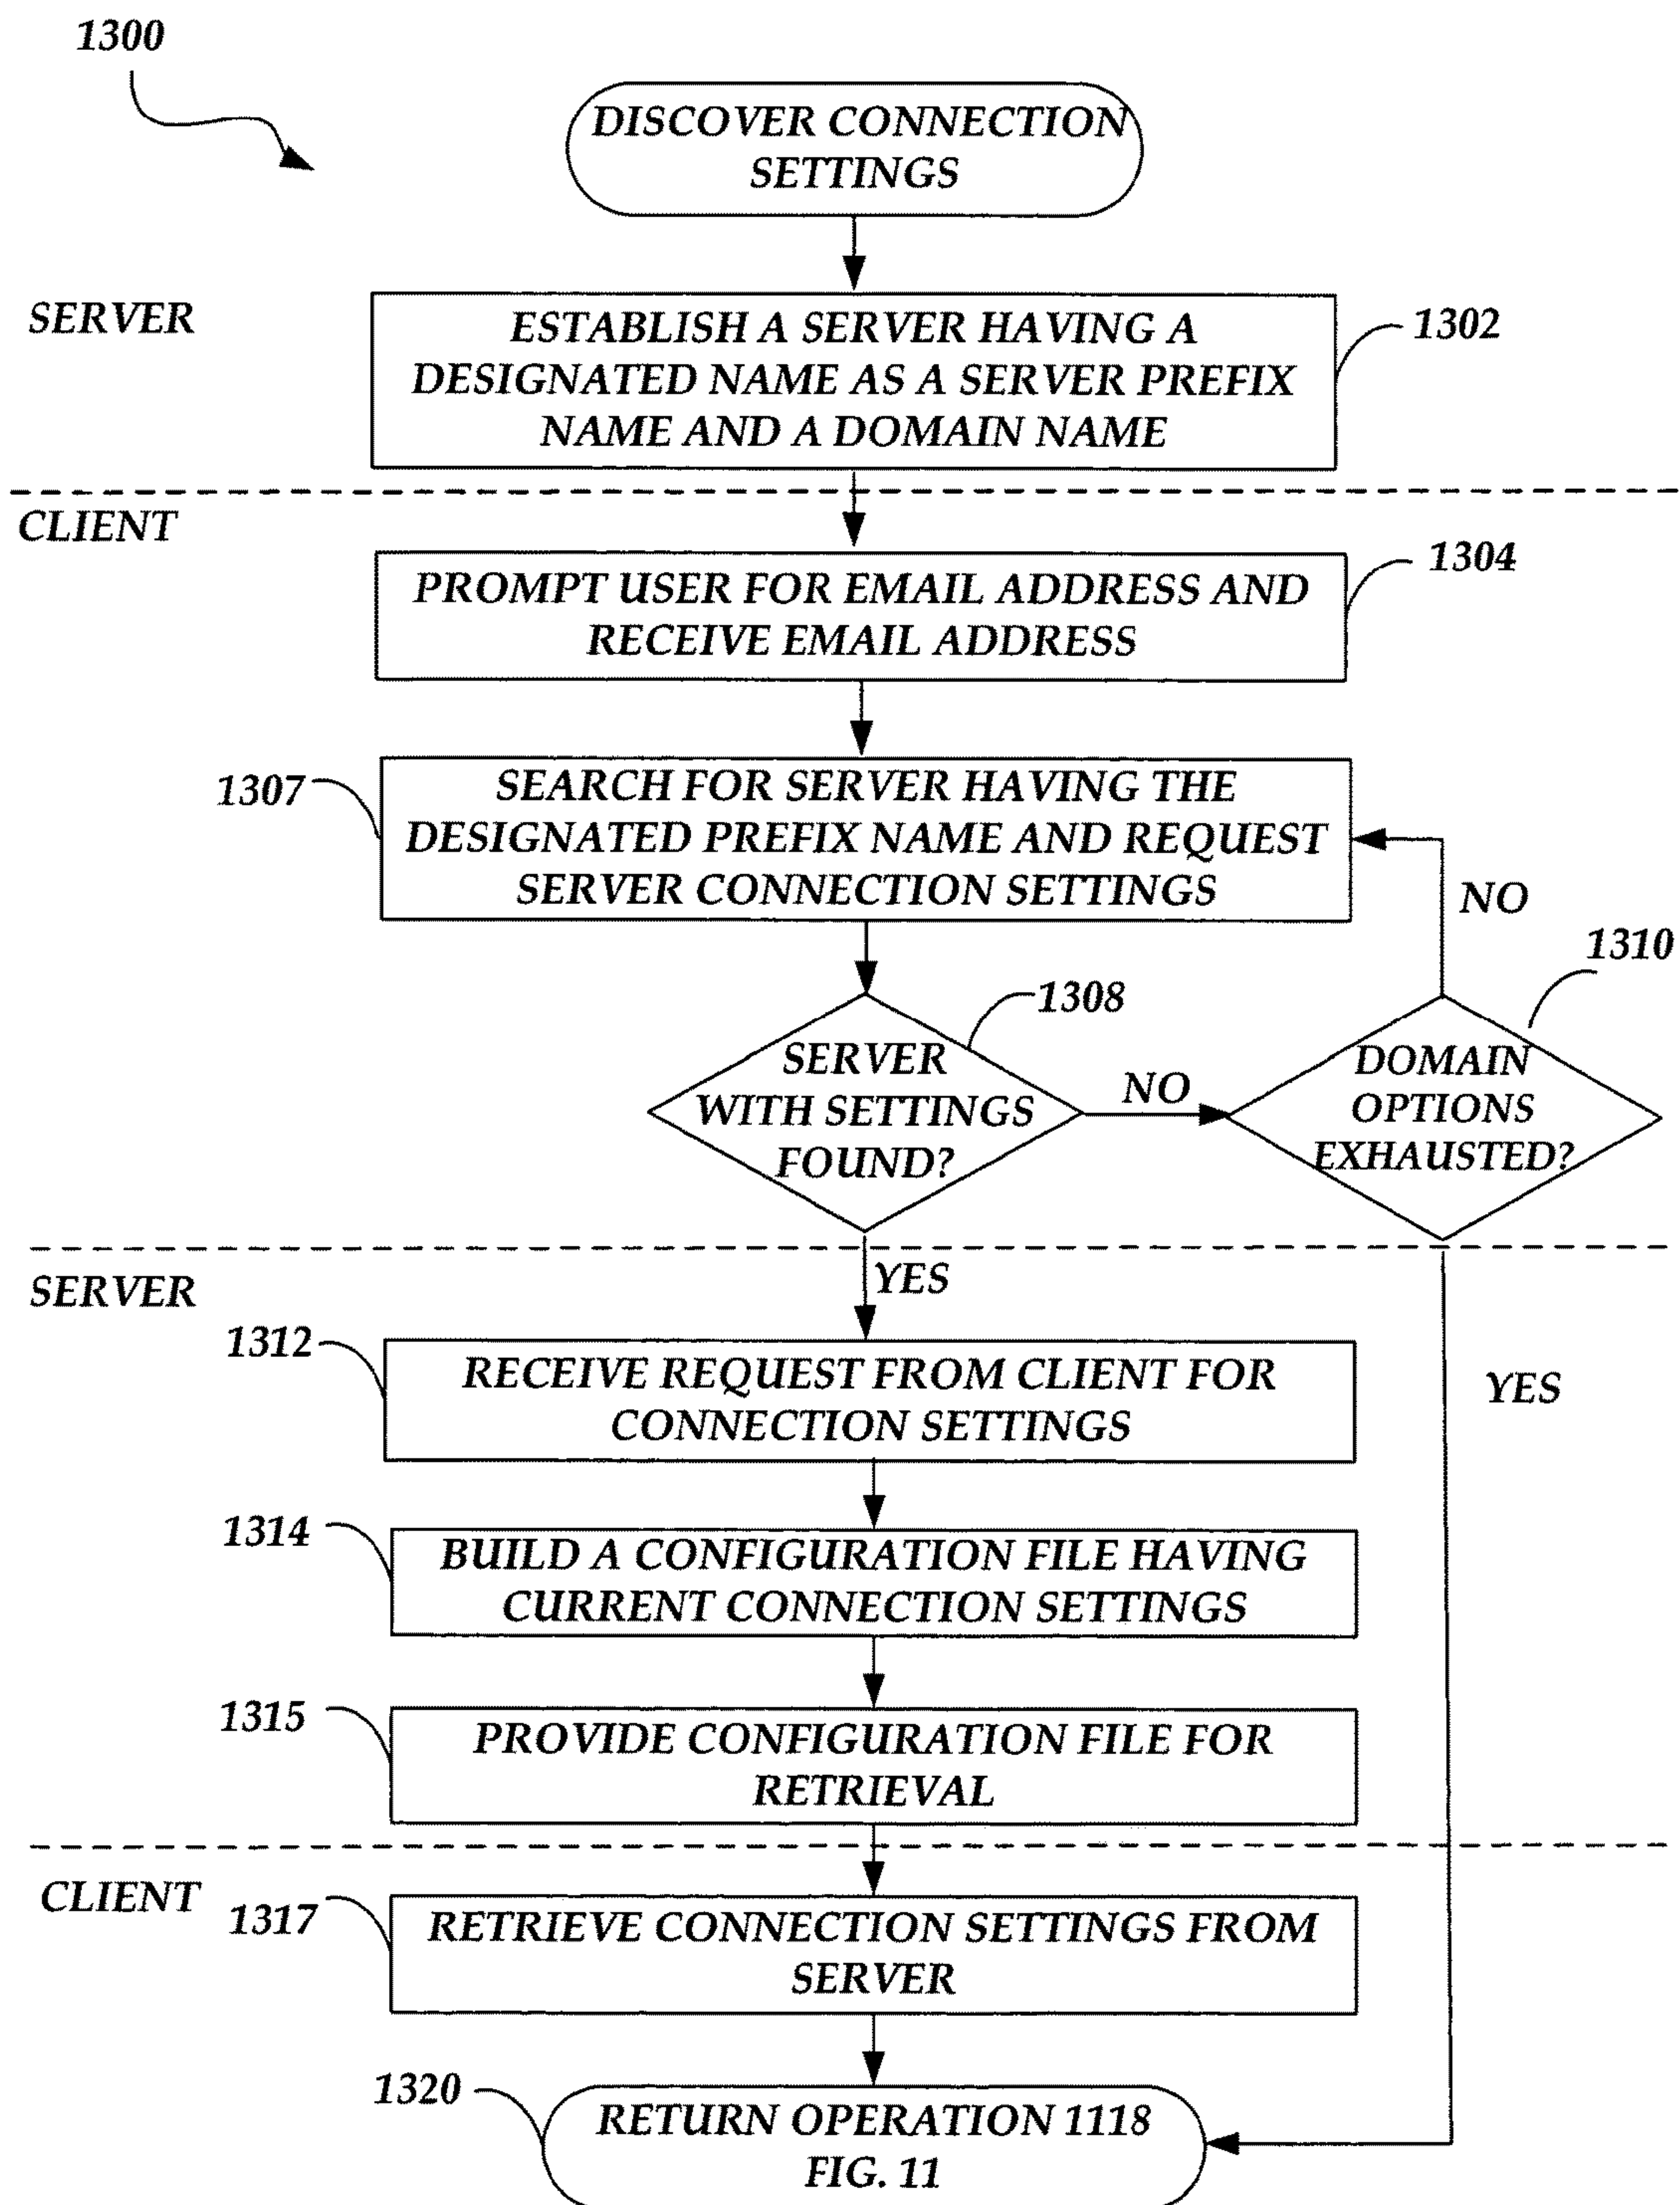 1300
DISCOVER CONNECTION
SETTINGS
SERVER
ESTABLISH A SERVER HAVING A
DESIGNATED NAME AS A SERVER PREFIX
NAME AND A DOMAIN NAME
1302
CLIENT
PROMPT USER FOR EMAIL ADDRESS AND
RECEIVE EMAIL ADDRESS
1304
1307
SEARCH FOR SERVER HAVING THE
DESIGNATED PREFIX NAME AND REQUEST
SERVER CONNECTION SETTINGS
NO
1310
1308
SERVER
WITH SETTINGS
FOUND?
NO
DOMAIN
OPTIONS
EXHAUSTED?
SERVER
YES
1312
RECEIVE REQUEST FROM CLIENT FOR
CONNECTION SETTINGS
YES
1314
BUILD A CONFIGURATION FILE HAVING
CURRENT CONNECTION SETTINGS
1315
PROVIDE CONFIGURATION FILE FOR
RETRIEVAL
CLIENT
1317
RETRIEVE CONNECTION SETTINGS FROM
SERVER
1320
RETURN OPERATION 1118
FIG. 11